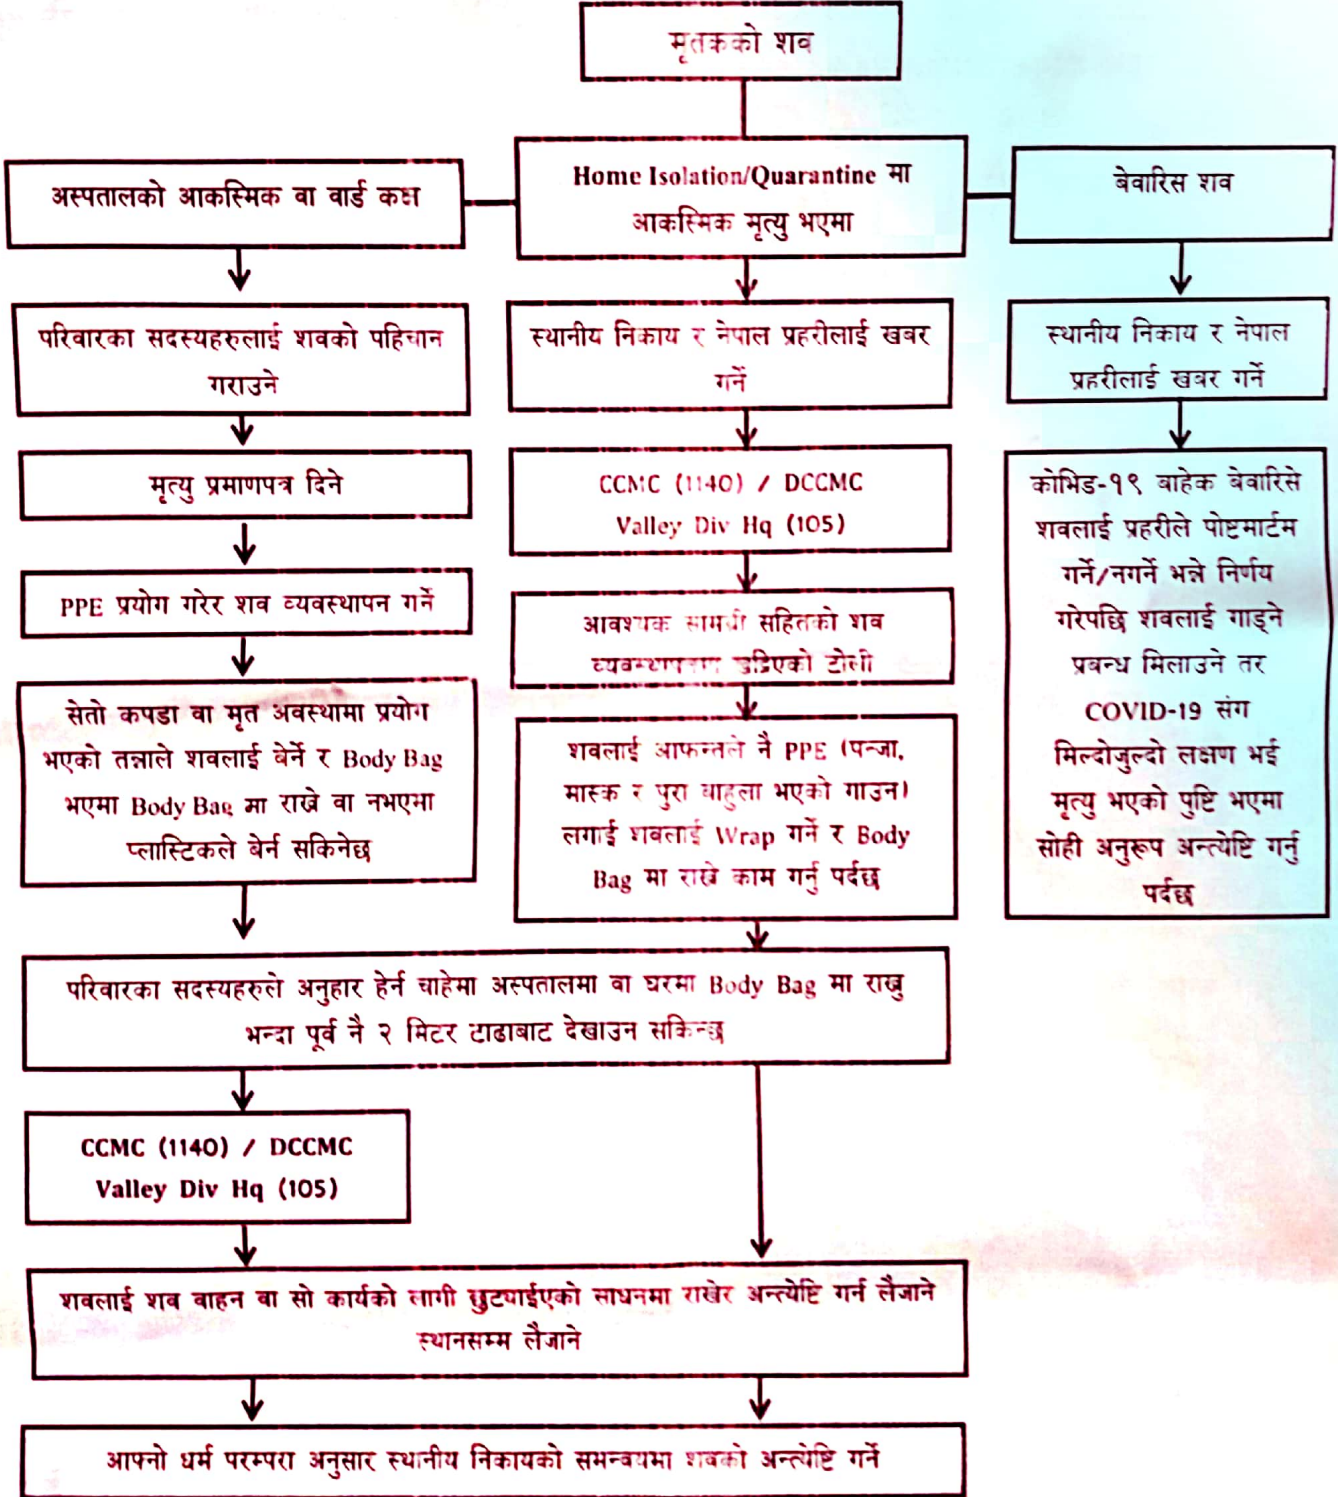 मृतकको शव
अस्पतालको आकस्मिक वा वार्ड कक्ष
Home Isolation/Quarantine मा
आकस्मिक मृत्यु भएमा
बेवारिस शव
परिवारका सदस्यहरुलाई शवको पहिचान
गराउने
स्थानीय निकाय र नेपाल प्रहरीलाई खबर
गर्ने
स्थानीय निकाय र नेपाल
प्रहरीलाई खबर गर्ने
मृत्यु प्रमाणपत्र दिने
CCMC (1140) / DCCMC
Valley Div Hq (105)
कोभिड-१९ बाहेक बेवारिसे
शवलाई प्रहरीले पोष्टमार्टम
गर्ने/नगर्ने भन्ने निर्णय
गरेपछि शवलाई गाड्ने
प्रबन्ध मिलाउने तर
COVID-19 संग
मिल्दोजुल्दो लक्षण भई
मृत्यु भएको पुष्टि भएमा
सोही अनुरूप अन्त्येष्टि गर्नु
पर्दछ
PPE प्रयोग गरेर शव व्यवस्थापन गर्ने
आवश्यक सामग्री सहितको शव
टोली
सेतो कपडा वा मृत अवस्थामा प्रयोग
भएको तन्नाले शवलाई बेर्ने र Body Bag
भएमा Body Bag मा राख्ने वा नभएमा
प्लास्टिकले बेर्न सकिनेछ
शवलाई आफन्तले नै PPE (पन्जा,
मास्क र पुरा बाहुला भएको गाउन)
लगाई शवलाई Wrap गर्ने र Body
Bag मा राख्ने काम गर्नु पर्दछ
परिवारका सदस्यहरुले अनुहार हेर्न चाहेमा अस्पतालमा वा घरमा Body Bag मा राख्नु
भन्दा पूर्व नै २ मिटर टाढाबाट देखाउन सकिन्छ
CCMC (1140) / DCCMC
Valley Div Hq (105)
शवलाई शव वाहन वा सो कार्यको लागी छुट्याईएको साधनमा राखेर अन्त्येष्टि गर्न लैजाने
स्थानसम्म लैजाने
आफ्नो धर्म परम्परा अनुसार स्थानीय निकायको समन्वयमा शवको अन्त्येष्टि गर्ने